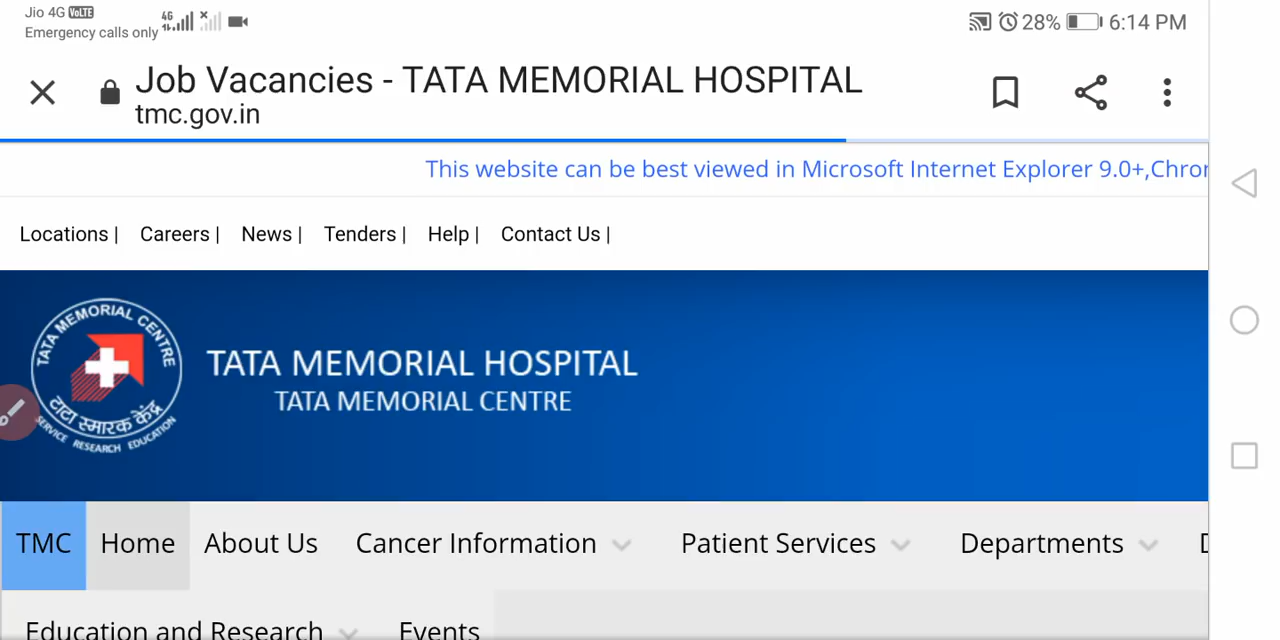 Jio 4G VoLTE
Emergency calls only
4G
28%
6:14 PM
Job Vacancies - TATA MEMORIAL HOSPITAL
tmc.gov.in
This website can be best viewed in Microsoft Internet Explorer 9.0+,Chro
Locations | Careers | News | Tenders | Help | Contact Us |
TATA MEMORIAL CENTRE
टाटा स्मारक केंद्र
SERVICE RESEARCH EDUCATION
TATA MEMORIAL HOSPITAL
TATA MEMORIAL CENTRE
TMC Home About Us Cancer Information Patient Services Departments
Education and Research Events